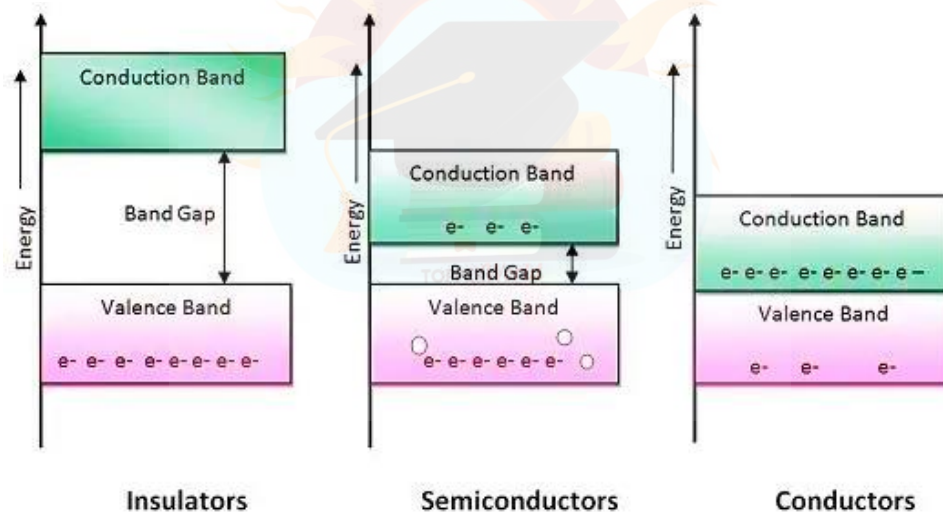 Energy
Conduction Band
Band Gap
Valence Band
e- e- e- e- e- e- e- e-
Insulators
Energy
Conduction Band
e- e- e-
Band Gap
Valence Band
e- e- e- e- e- e-
Semiconductors
Energy
Conduction Band
e- e- e- e- e- e- e- e –
Valence Band
e- e- e-
Conductors